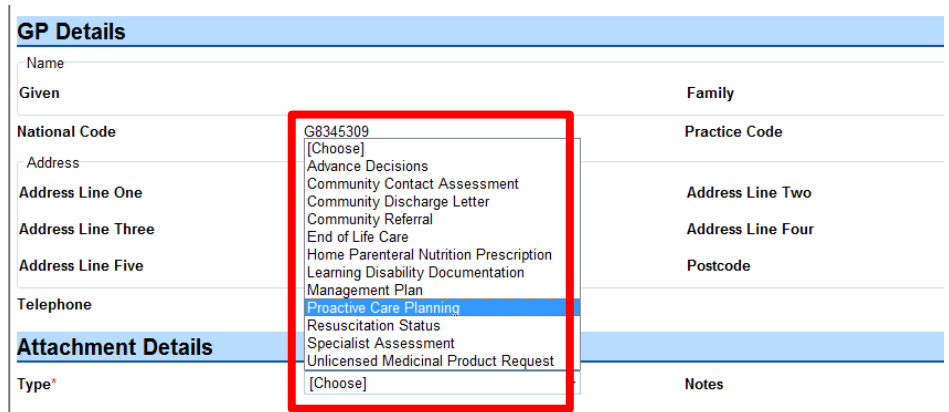 GP Details
Name
Given Family
National Code G8345309 Practice Code
[Choose]
Address Advance Decisions
Community Contact Assessment
Address Line One Community Discharge Letter Address Line Two
Community Referral
Address Line Three End of Life Care Address Line Four
Home Parenteral Nutrition Prescription
Address Line Five Learning Disability Documentation Postcode
Management Plan
Telephone Proactive Care Planning
Resuscitation Status
Attachment Details Specialist Assessment
Unlicensed Medicinal Product Request
Type* [Choose] Notes